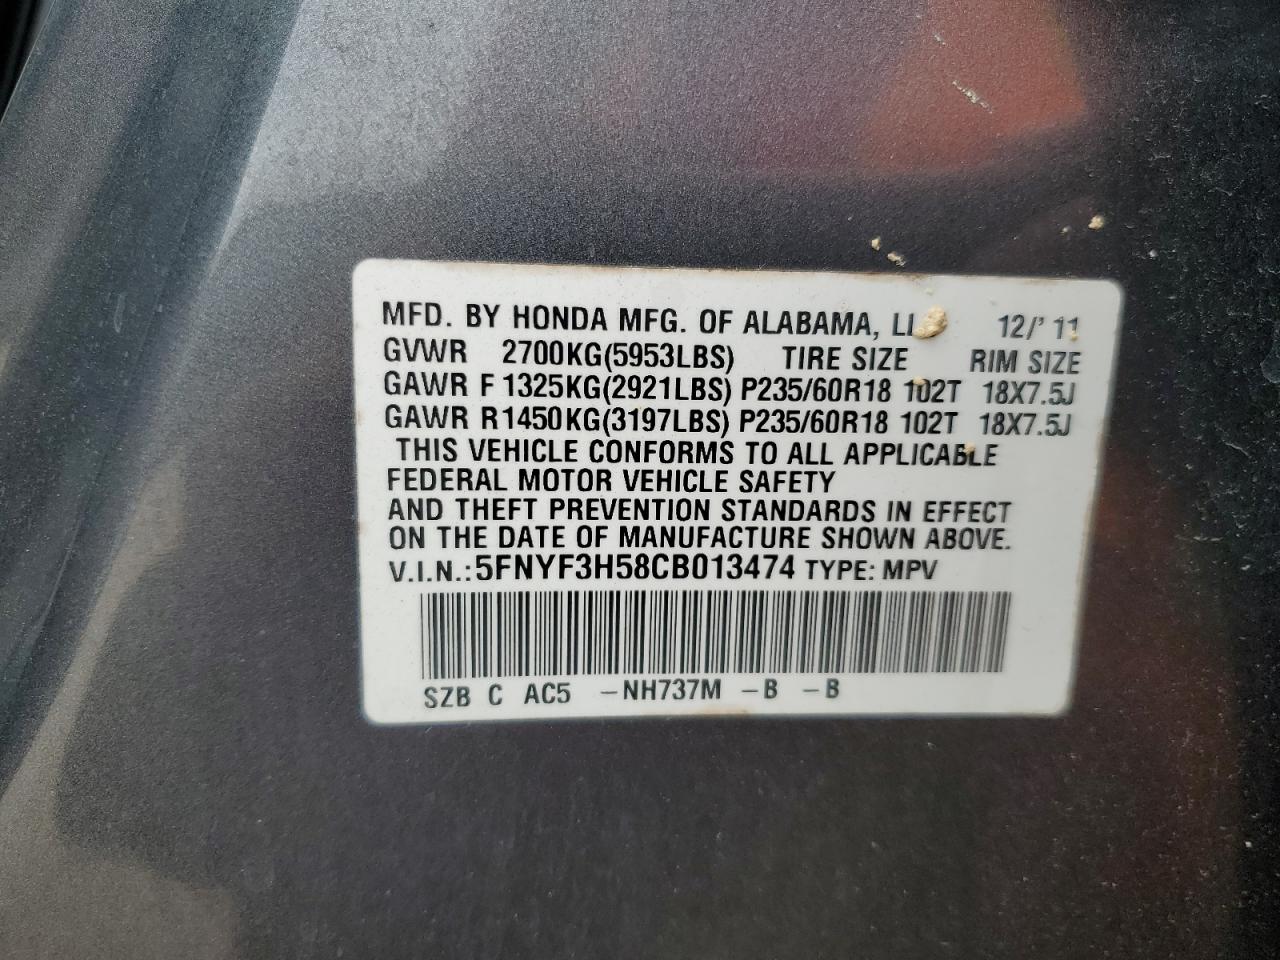 MFD. BY HONDA MFG. OF ALABAMA, 12/'11
GVWR 2700KG(5953LBS) TIRE SIZE RIM SIZE
GAWR F 1325KG(2921LBS) P235/60R18 102T 18X7.5J
GAWR R 1450KG(3197LBS) P235/60R18 102T 18X7.5J
THIS VEHICLE CONFORMS TO ALL APPLICABLE
FEDERAL MOTOR VEHICLE SAFETY
AND THEFT PREVENTION STANDARDS IN EFFECT
ON THE DATE OF MANUFACTURE SHOWN ABOVE.
V.I.N.: 5FNYF3H58CB013474 TYPE: MPV
SZB C AC5 -NH737M -B -B